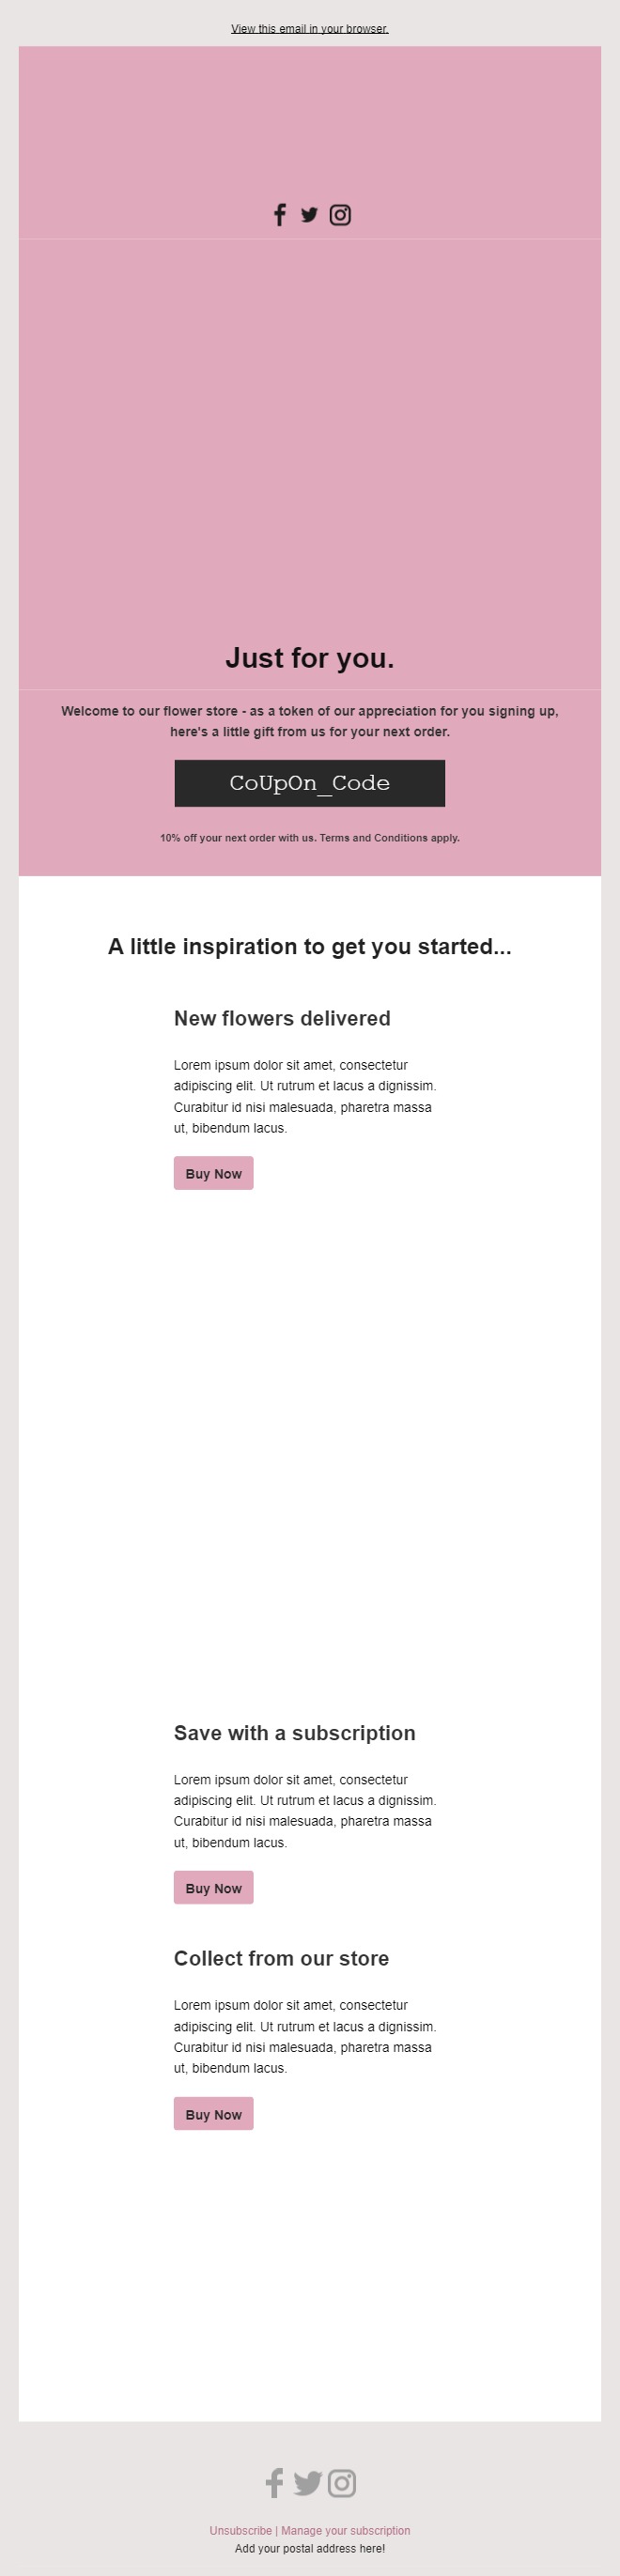 View this email in your browser.
Just for you.
Welcome to our flower store - as a token of our appreciation for you signing up,
here's a little gift from us for your next order.
CoUpOn_Code
10% off your next order with us. Terms and Conditions apply.
A little inspiration to get you started...
New flowers delivered
Lorem ipsum dolor sit amet, consectetur
adipiscing elit. Ut rutrum et lacus a dignissim.
Curabitur id nisi malesuada, pharetra massa
ut, bibendum lacus.
Buy Now
Save with a subscription
Lorem ipsum dolor sit amet, consectetur
adipiscing elit. Ut rutrum et lacus a dignissim.
Curabitur id nisi malesuada, pharetra massa
ut, bibendum lacus.
Buy Now
Collect from our store
Lorem ipsum dolor sit amet, consectetur
adipiscing elit. Ut rutrum et lacus a dignissim.
Curabitur id nisi malesuada, pharetra massa
ut, bibendum lacus.
Buy Now
Unsubscribe | Manage your subscription
Add your postal address here!